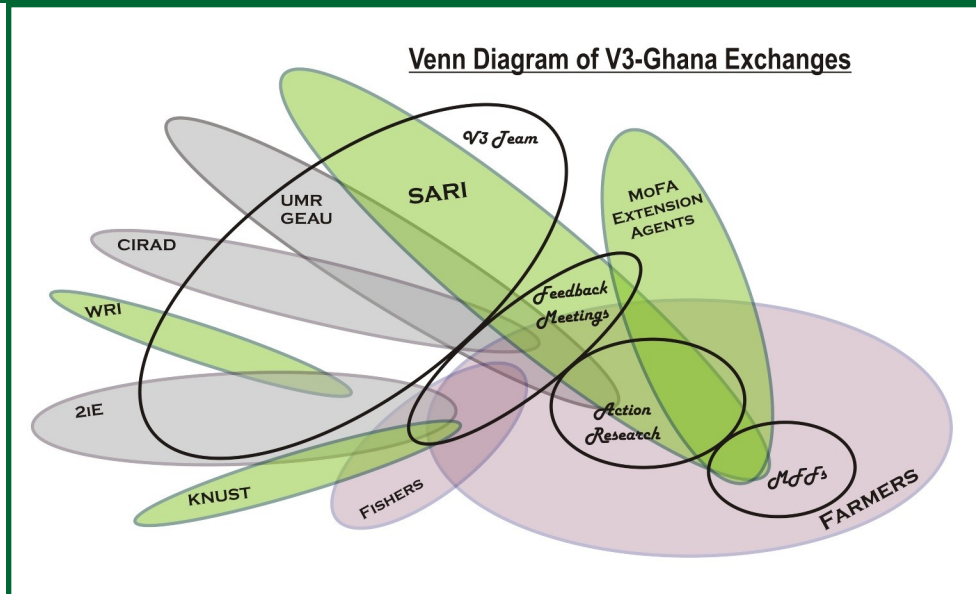 Venn Diagram of V3-Ghana Exchanges
V3 Team
SARI
UMR
GEAU
MoFA
Extension
Agents
CIRAD
Feedback
Meetings
WRI
2iE
Action
Research
KNUST
Fishers
MFFs
Farmers